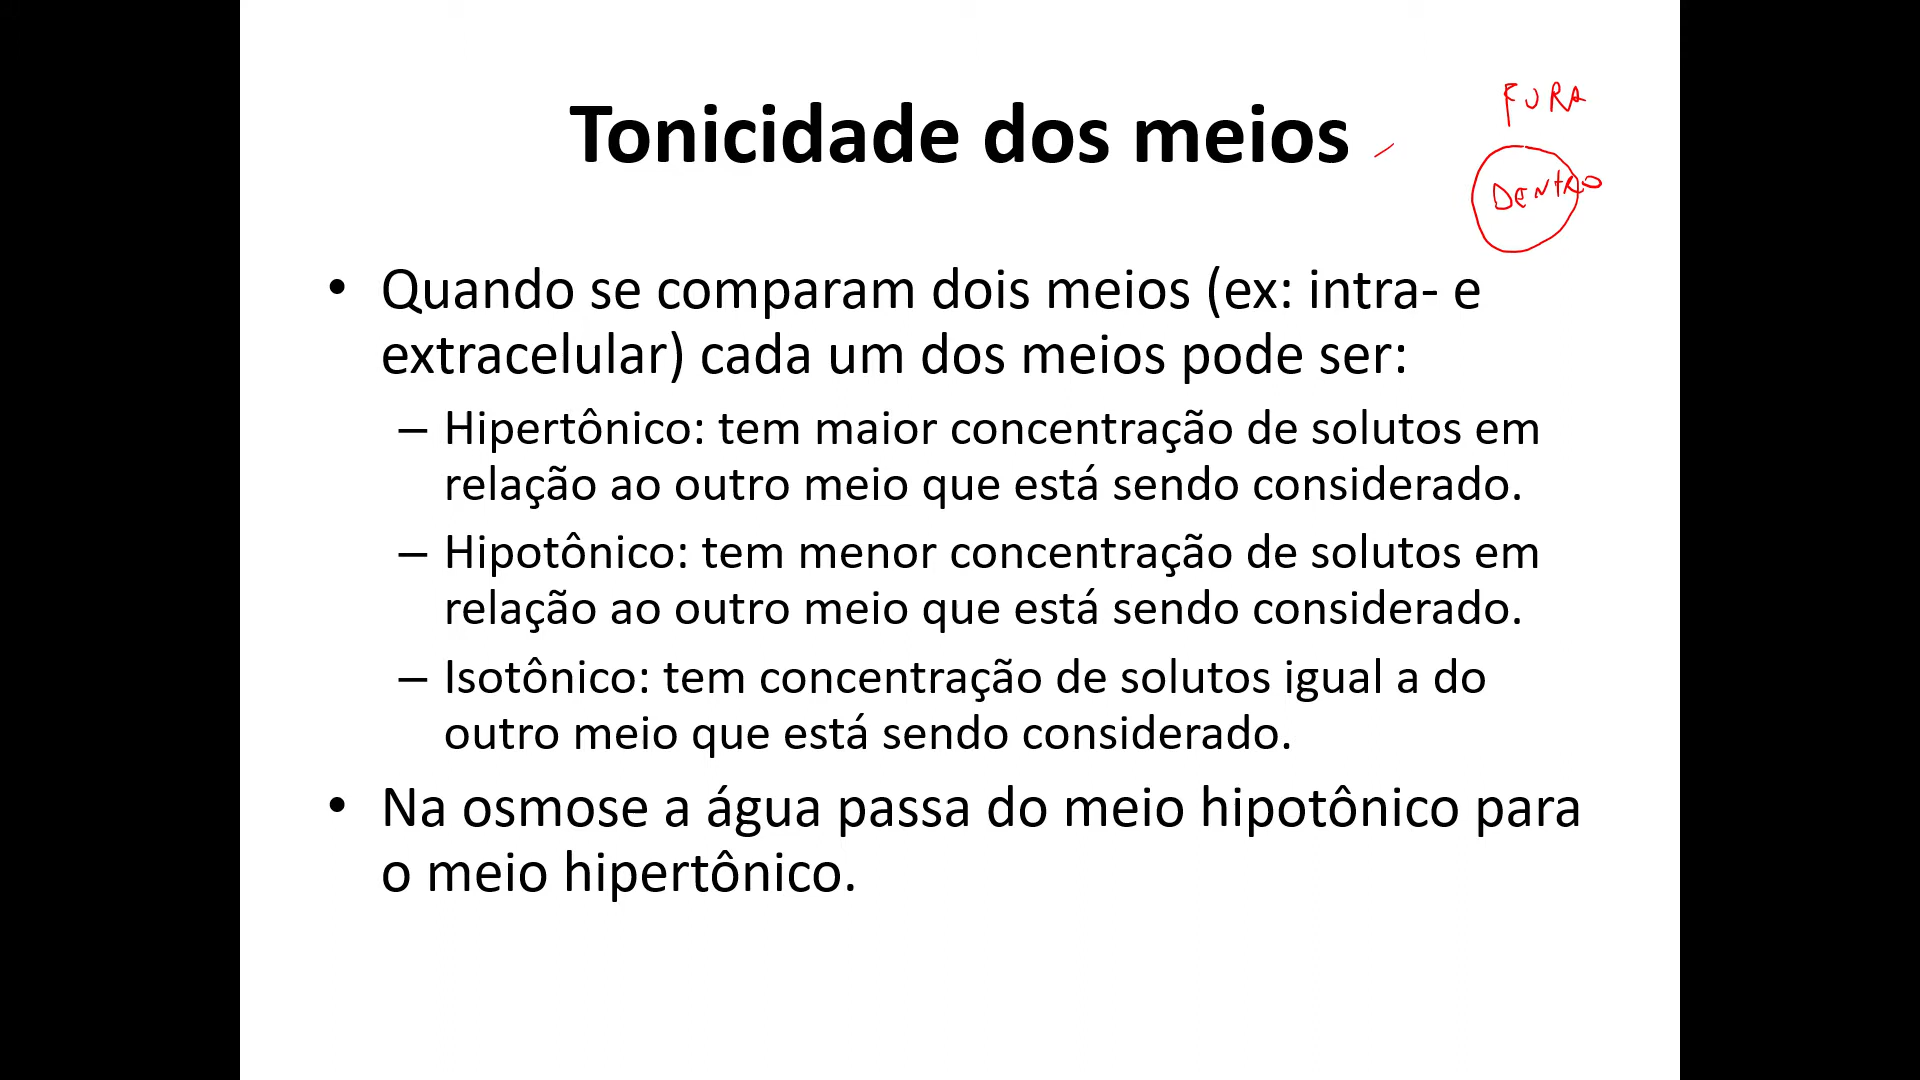 Tonicidade dos meios
FORA
DENTRO
• Quando se comparam dois meios (ex: intra- e
extracelular) cada um dos meios pode ser:
– Hipertônico: tem maior concentração de solutos em
relação ao outro meio que está sendo considerado.
– Hipotônico: tem menor concentração de solutos em
relação ao outro meio que está sendo considerado.
– Isotônico: tem concentração de solutos igual a do
outro meio que está sendo considerado.
• Na osmose a água passa do meio hipotônico para
o meio hipertônico.